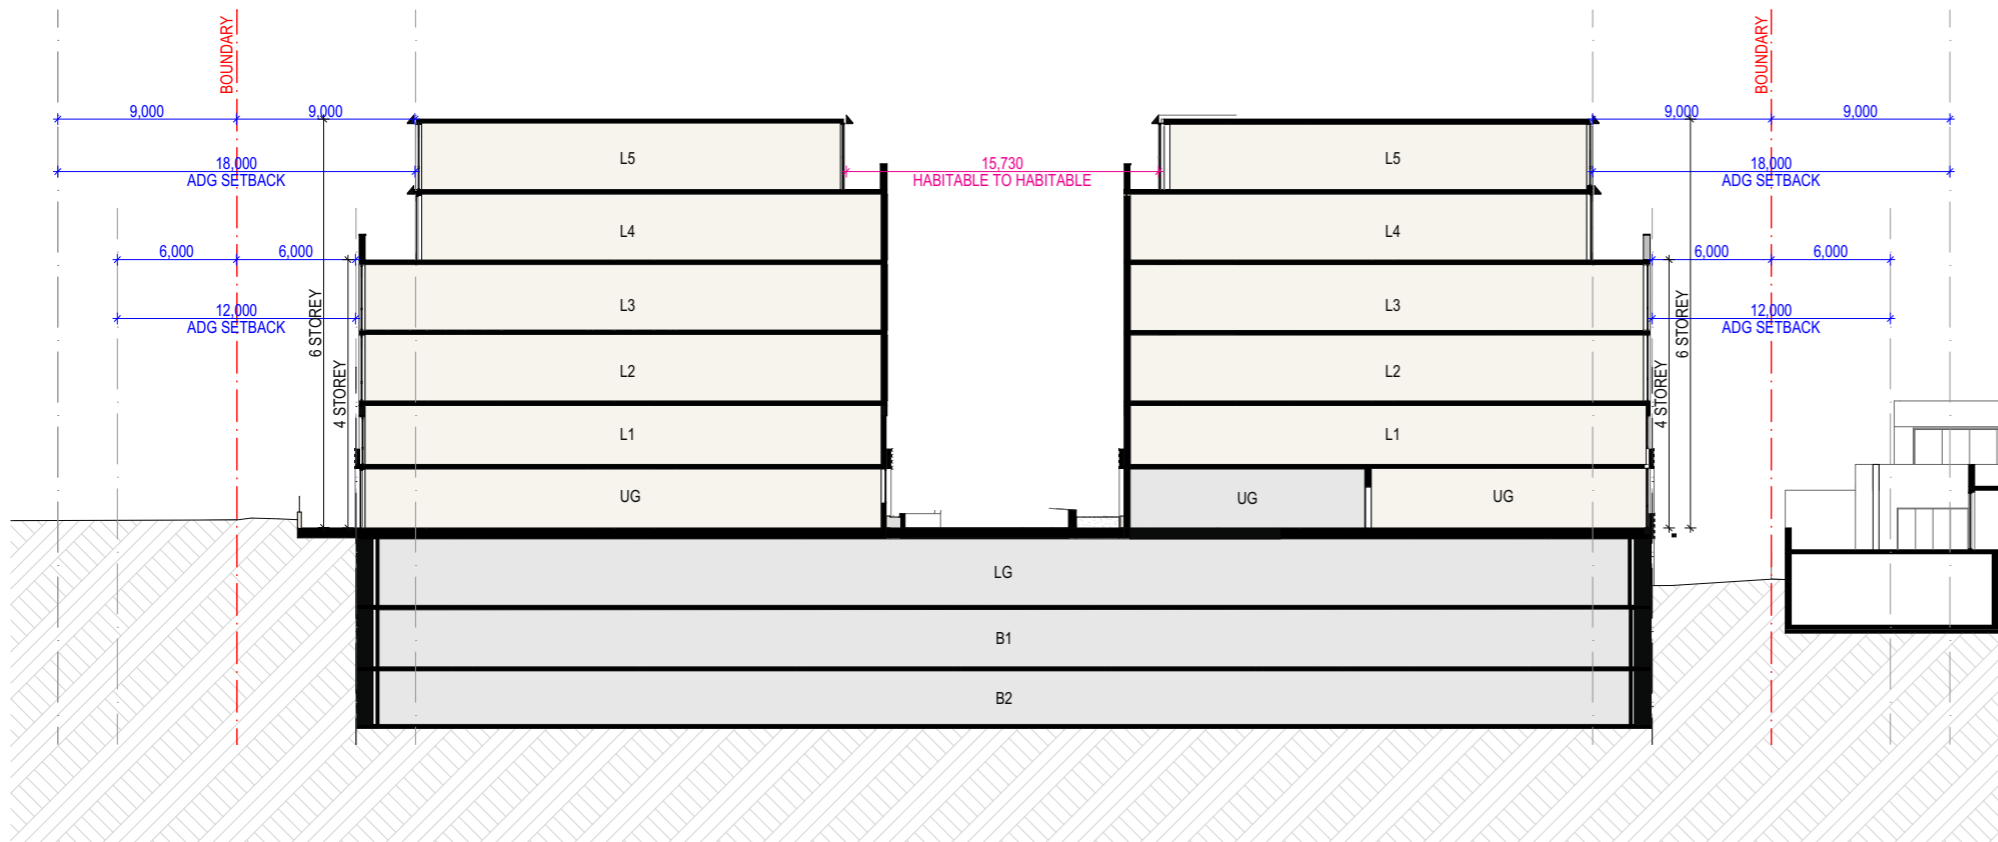 BOUNDARY
BOUNDARY
9,000
9,000
9,000
9,000
18,000
ADG SETBACK
L5
15,730
HABITABLE TO HABITABLE
L5
18,000
ADG SETBACK
6,000
6,000
L4
L4
6,000
6,000
12,000
ADG SETBACK
6 STOREY
4 STOREY
L3
L3
12,000
ADG SETBACK
6 STOREY
4 STOREY
L2
L2
L1
L1
UG
UG
UG
LG
B1
B2